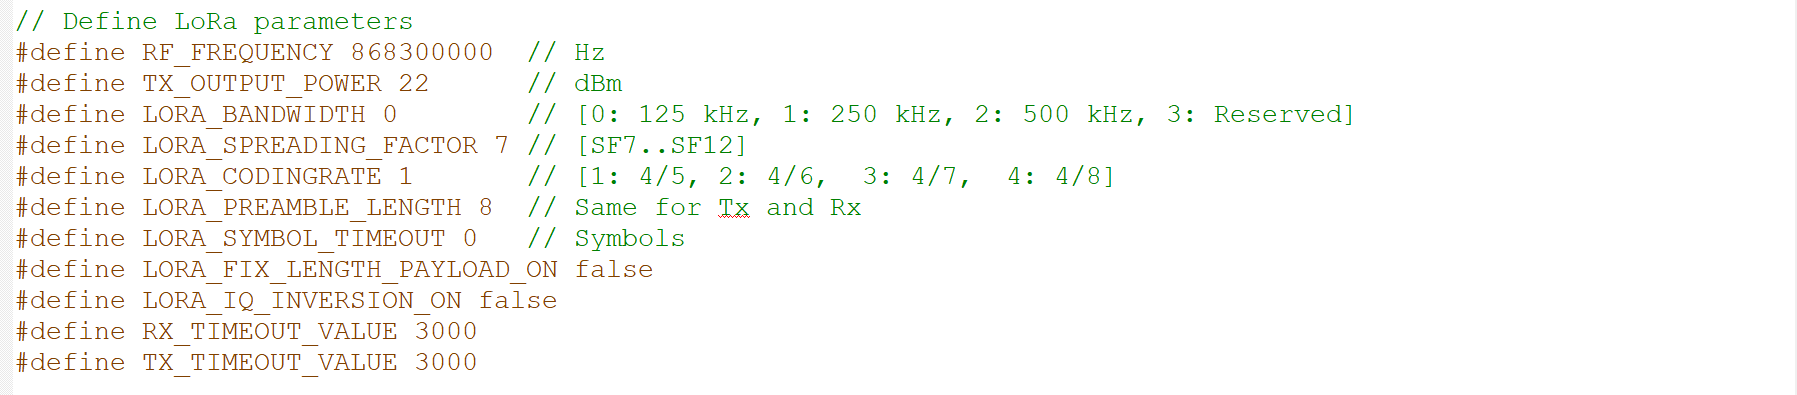 // Define LoRa parameters
#define RF_FREQUENCY 868300000  // Hz
#define TX_OUTPUT_POWER 22      // dBm
#define LORA_BANDWIDTH 0        // [0: 125 kHz, 1: 250 kHz, 2: 500 kHz, 3: Reserved]
#define LORA_SPREADING_FACTOR 7 // [SF7..SF12]
#define LORA_CODINGRATE 1       // [1: 4/5, 2: 4/6,  3: 4/7,  4: 4/8]
#define LORA_PREAMBLE_LENGTH 8  // Same for Tx and Rx
#define LORA_SYMBOL_TIMEOUT 0   // Symbols
#define LORA_FIX_LENGTH_PAYLOAD_ON false
#define LORA_IQ_INVERSION_ON false
#define RX_TIMEOUT_VALUE 3000
#define TX_TIMEOUT_VALUE 3000